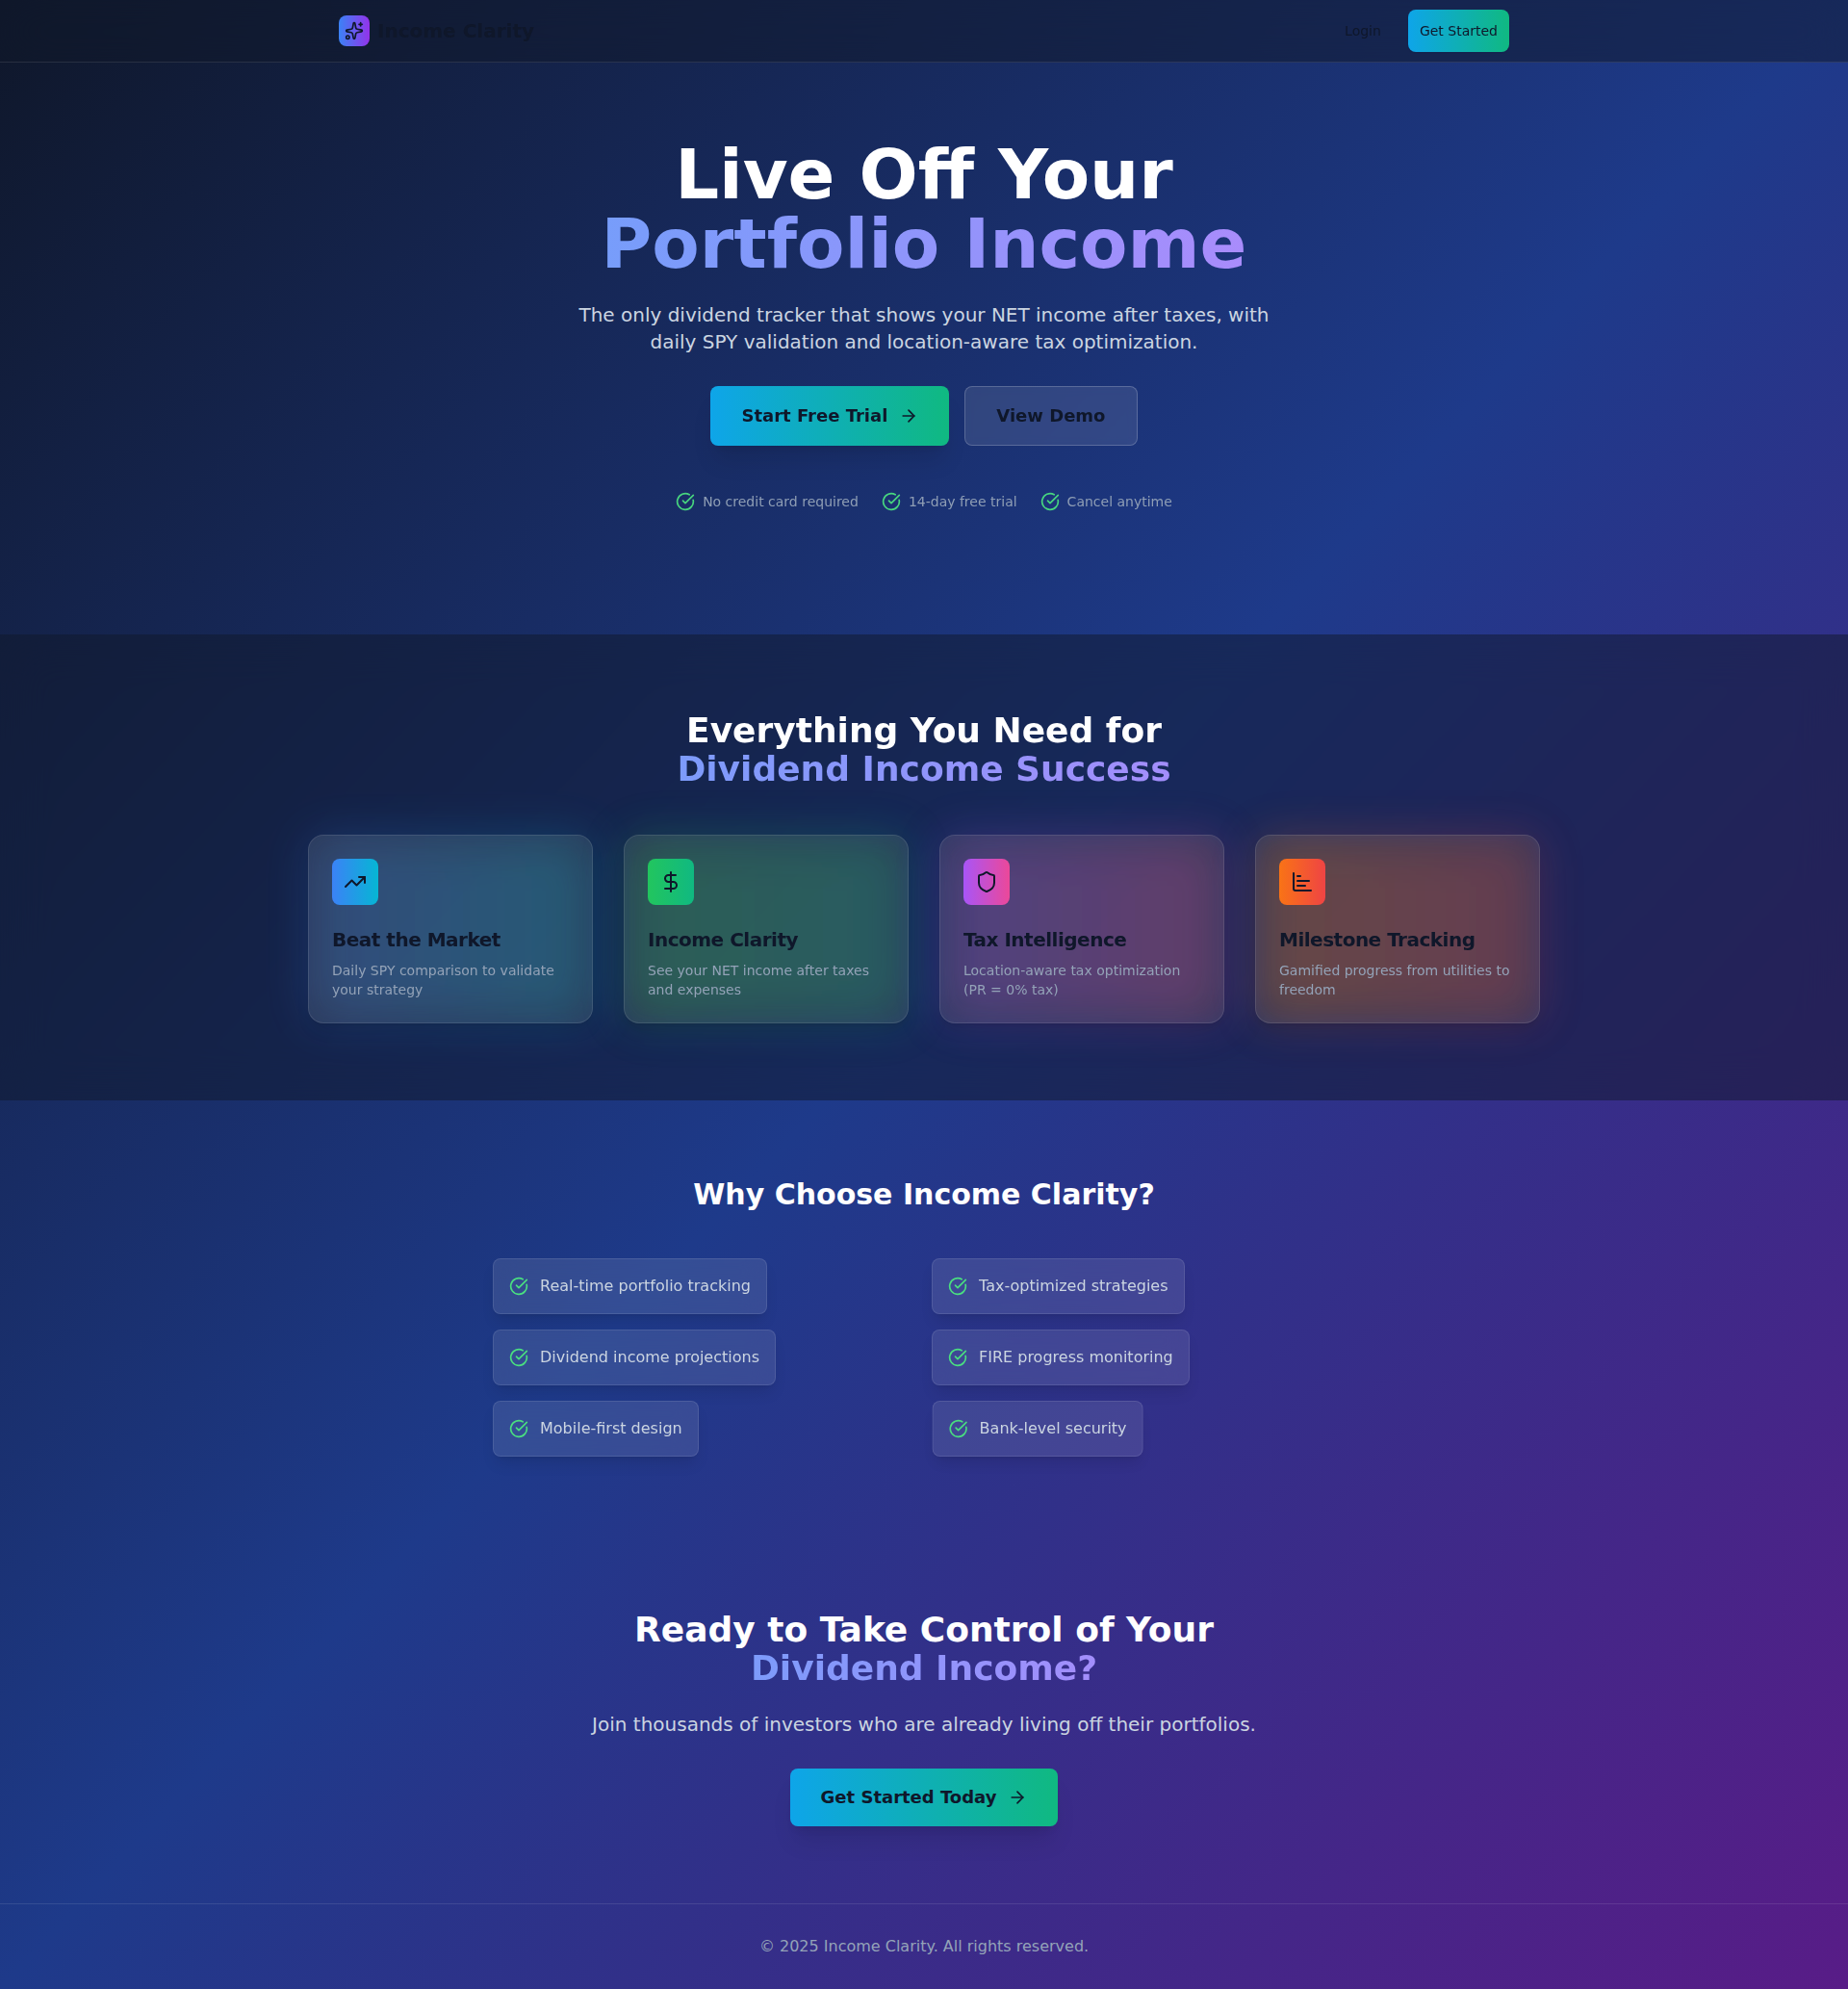 Income Clarity
Login
Get Started
Live Off Your
Portfolio Income
The only dividend tracker that shows your NET income after taxes, with
daily SPY validation and location-aware tax optimization.
Start Free Trial
View Demo
No credit card required
14-day free trial
Cancel anytime
Everything You Need for
Dividend Income Success
Beat the Market
Daily SPY comparison to validate
your strategy
Income Clarity
See your NET income after taxes
and expenses
Tax Intelligence
Location-aware tax optimization
(PR = 0% tax)
Milestone Tracking
Gamified progress from utilities to
freedom
Why Choose Income Clarity?
Real-time portfolio tracking
Tax-optimized strategies
Dividend income projections
FIRE progress monitoring
Mobile-first design
Bank-level security
Ready to Take Control of Your
Dividend Income?
Join thousands of investors who are already living off their portfolios.
Get Started Today
© 2025 Income Clarity. All rights reserved.